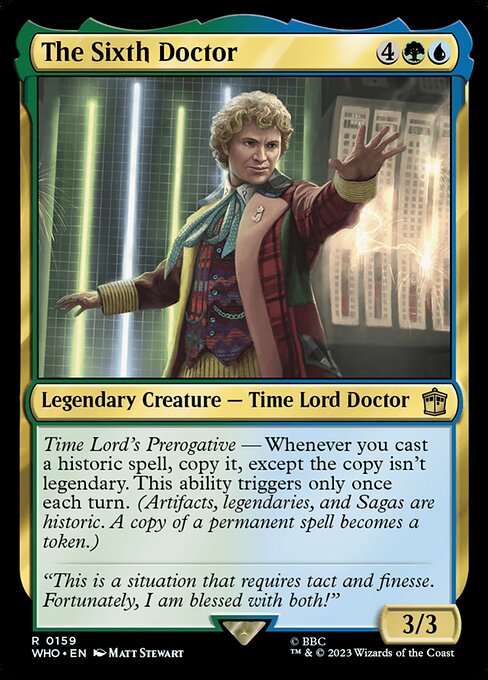 The Sixth Doctor 4
Legendary Creature — Time Lord Doctor
Time Lord's Prerogative — Whenever you cast
a historic spell, copy it, except the copy isn't
legendary. This ability triggers only once
each turn. (Artifacts, legendaries, and Sagas are
historic. A copy of a permanent spell becomes a
token.)
“This is a situation that requires tact and finesse.
Fortunately, I am blessed with both!”
3/3
R 0159
WHO • EN Matt Stewart
© BBC
™ & © 2023 Wizards of the Coast